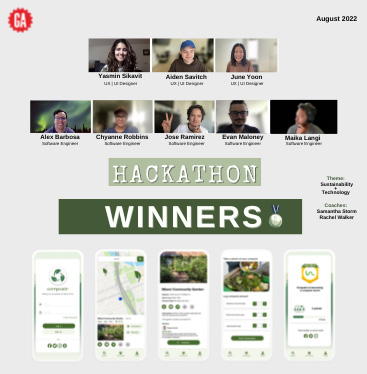 GA
August 2022
Yasmin Sikavit
UX | UI Designer
Aiden Savitch
UX | UI Designer
June Yoon
UX | UI Designer
Alex Barbosa
Software Engineer
Chyanne Robbins
Software Engineer
Jose Ramirez
Software Engineer
Evan Maloney
Software Engineer
Maika Langi
Software Engineer
HACKATHON
WINNERS
Theme:
Sustainability
+
Technology
Coaches:
Samantha Storm
Rachel Walker
Miami Community Garden